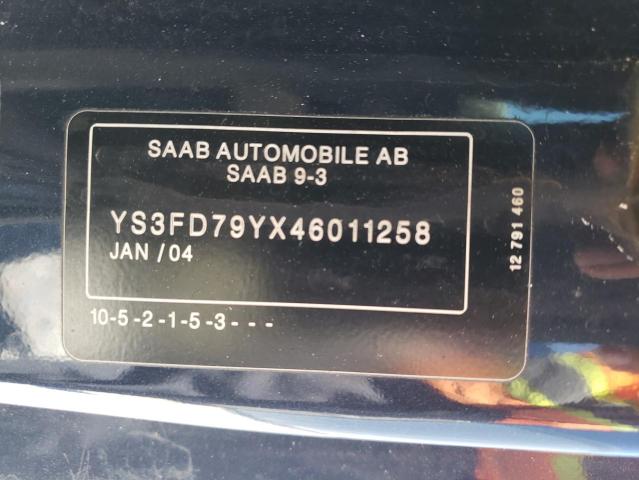 SAAB AUTOMOBILE AB
SAAB 9-3
YS3FD79YX46011258
JAN /04
10-5-2-1-5-3- - -
12 791 460